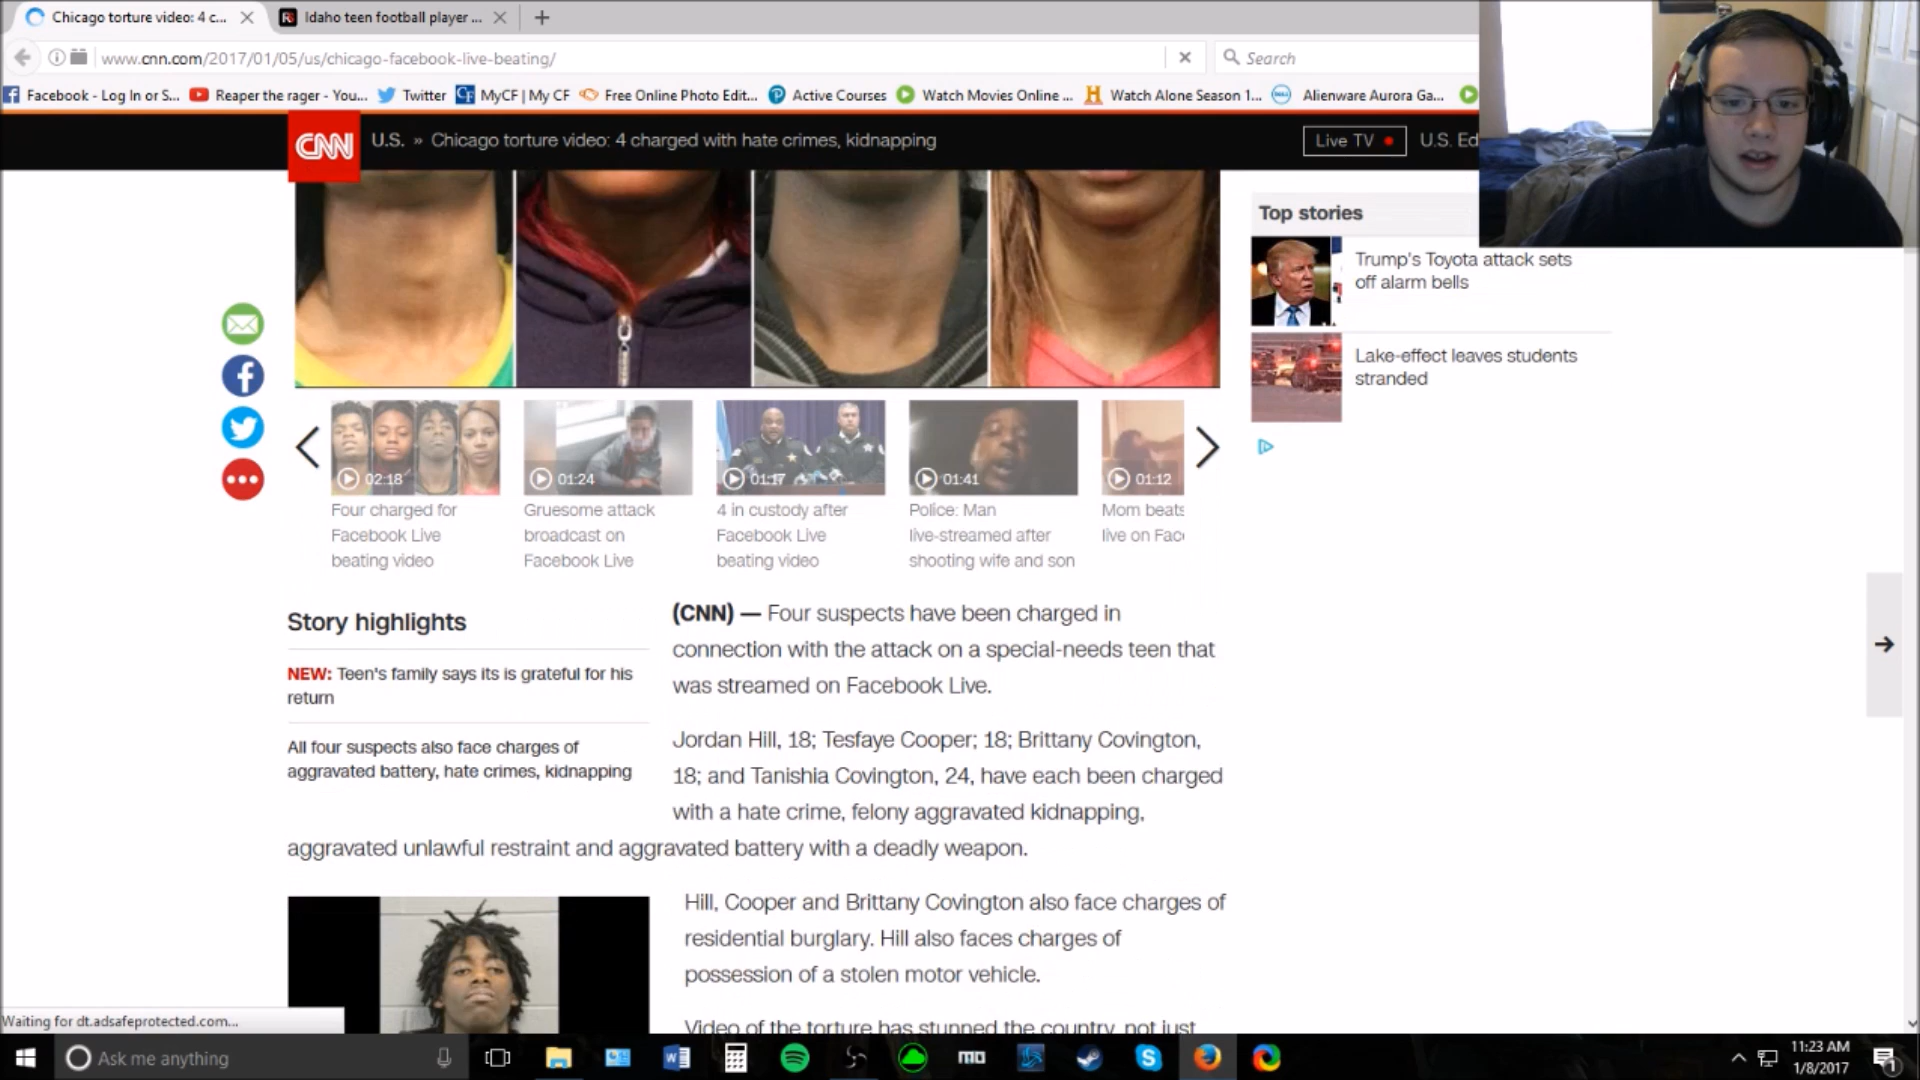 Chicago torture video: 4 c...
Idaho teen football player ...
www.cnn.com/2017/01/05/us/chicago-facebook-live-beating/
Search
Facebook - Log In or S...
Reaper the rager - You...
Twitter
MyCF | My CF
Free Online Photo Edit...
Active Courses
Watch Movies Online ...
Watch Alone Season 1...
Alienware Aurora Ga...
CNN
U.S. » Chicago torture video: 4 charged with hate crimes, kidnapping
Live TV
U.S. Ed
Top stories
Trump's Toyota attack sets
off alarm bells
Lake-effect leaves students
stranded
02:18
01:24
01:17
01:41
01:12
Four charged for
Facebook Live
beating video
Gruesome attack
broadcast on
Facebook Live
4 in custody after
Facebook Live
beating video
Police: Man
live-streamed after
shooting wife and son
Mom beats
live on Fac
Story highlights
NEW: Teen's family says its is grateful for his
return
All four suspects also face charges of
aggravated battery, hate crimes, kidnapping
(CNN) — Four suspects have been charged in
connection with the attack on a special-needs teen that
was streamed on Facebook Live.
Jordan Hill, 18; Tesfaye Cooper; 18; Brittany Covington,
18; and Tanishia Covington, 24, have each been charged
with a hate crime, felony aggravated kidnapping,
aggravated unlawful restraint and aggravated battery with a deadly weapon.
Hill, Cooper and Brittany Covington also face charges of
residential burglary. Hill also faces charges of
possession of a stolen motor vehicle.
Video of the torture has stunned the country, not just
Waiting for dt.adsafeprotected.com...
Ask me anything
11:23 AM
1/8/2017